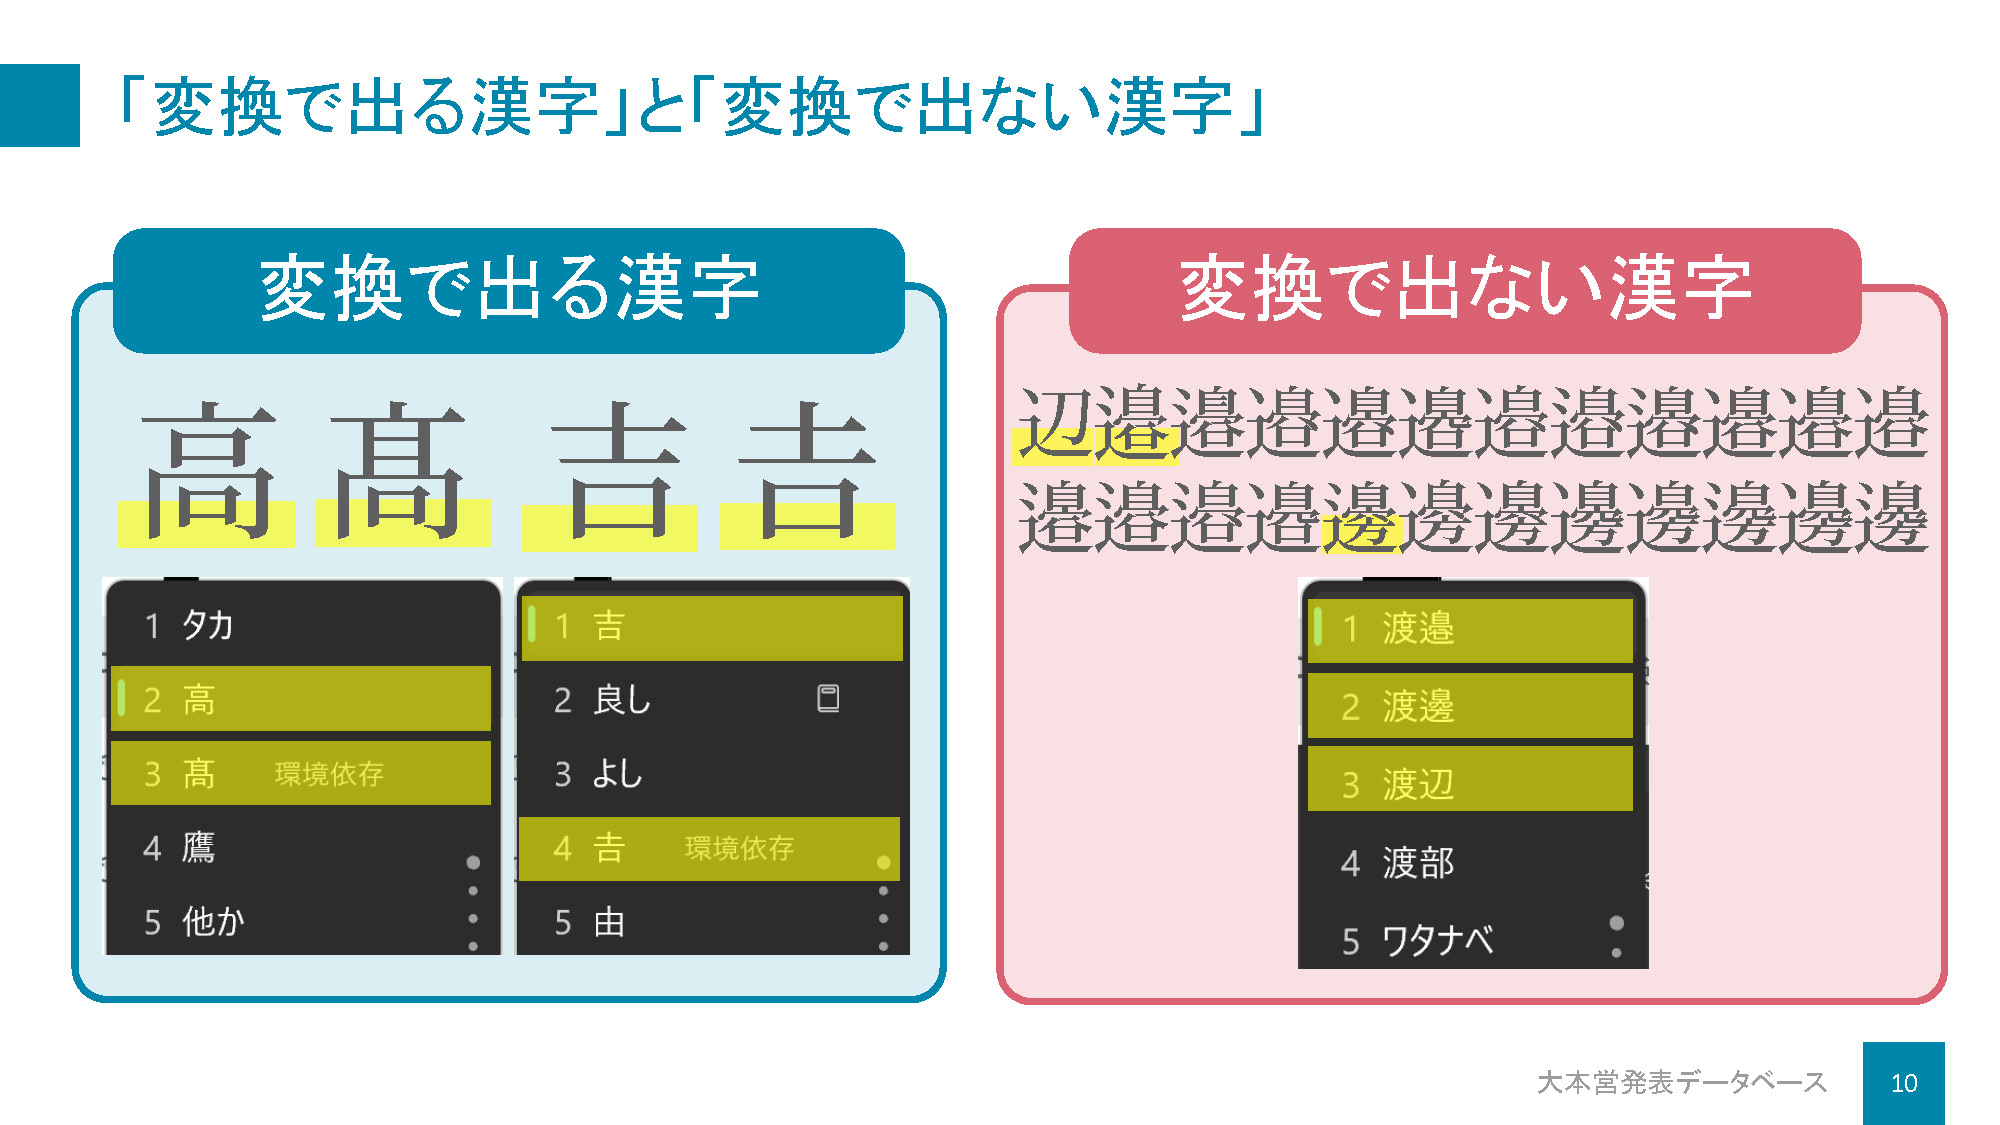 「変換で出る漢字」と「変換で出ない漢字」
変換で出る漢字
高 髙 吉 𠮷
1 タカ
2 高
3 髙 環境依存
4 鷹
5 他か
1 吉
2 良し
3 よし
4 𠮷 環境依存
5 由
変換で出ない漢字
辺邉邉邉邉邉邉邉邉邉邉邉
邉邉邉邉邊邊邊邊邊邊邊邊
1 渡邉
2 渡邊
3 渡辺
4 渡部
5 ワタナベ
大本営発表データベース
10